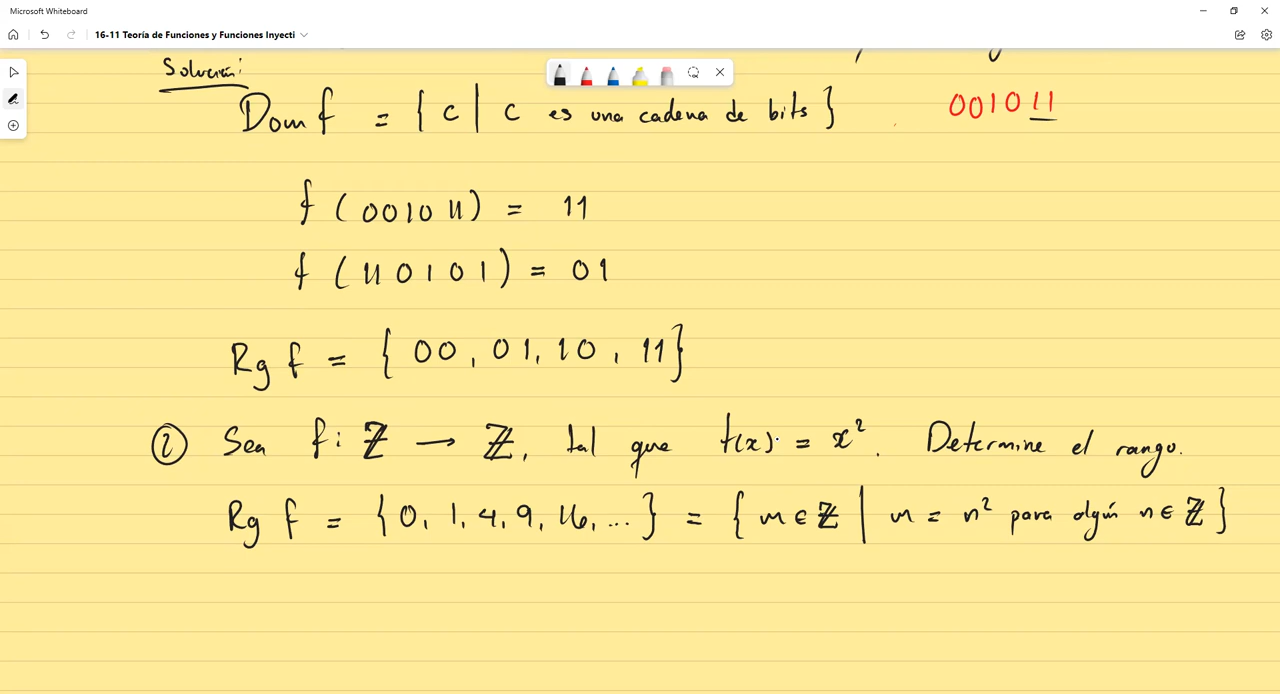 Microsoft Whiteboard
16-11 Teoría de Funciones y Funciones Inyecti
Solución:
Dom f = { c | c es una cadena de bits }
001011
f ( 001011 ) = 11
f ( 110101 ) = 01
Rg f = { 00, 01, 10, 11 }
② Sea f: ℤ → ℤ, tal que f(x) = x². Determine el rango.
Rg f = { 0, 1, 4, 9, 16, ... } = { m ∈ ℤ | m = n² para algún n ∈ ℤ }